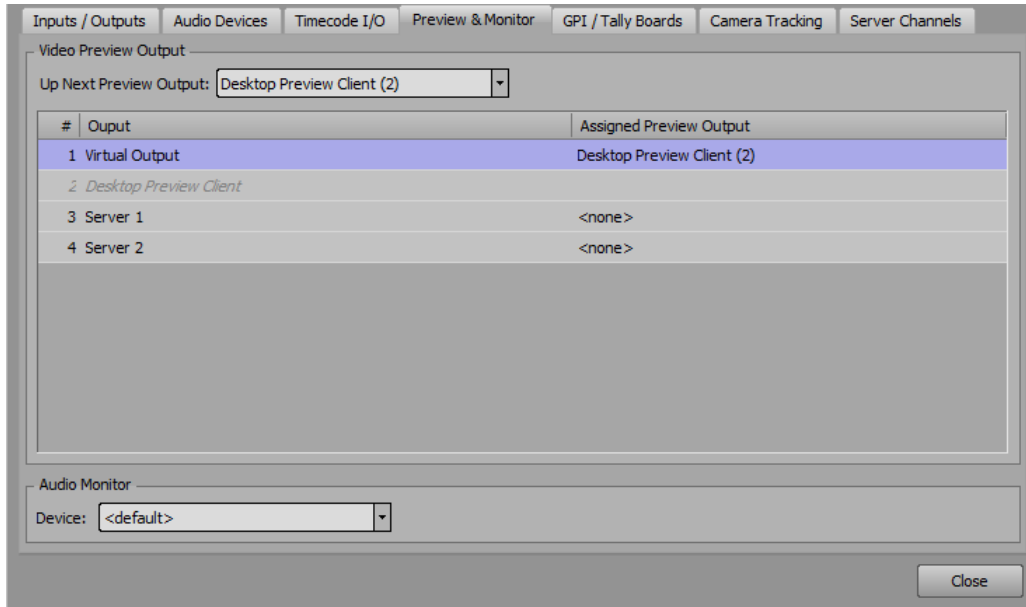 Inputs / Outputs Audio Devices Timecode I/O Preview & Monitor GPI / Tally Boards Camera Tracking Server Channels
Video Preview Output
Up Next Preview Output: Desktop Preview Client (2)
# Ouput Assigned Preview Output
1 Virtual Output Desktop Preview Client (2)
2 Desktop Preview Client
3 Server 1 <none>
4 Server 2 <none>
Audio Monitor
Device: <default>
Close